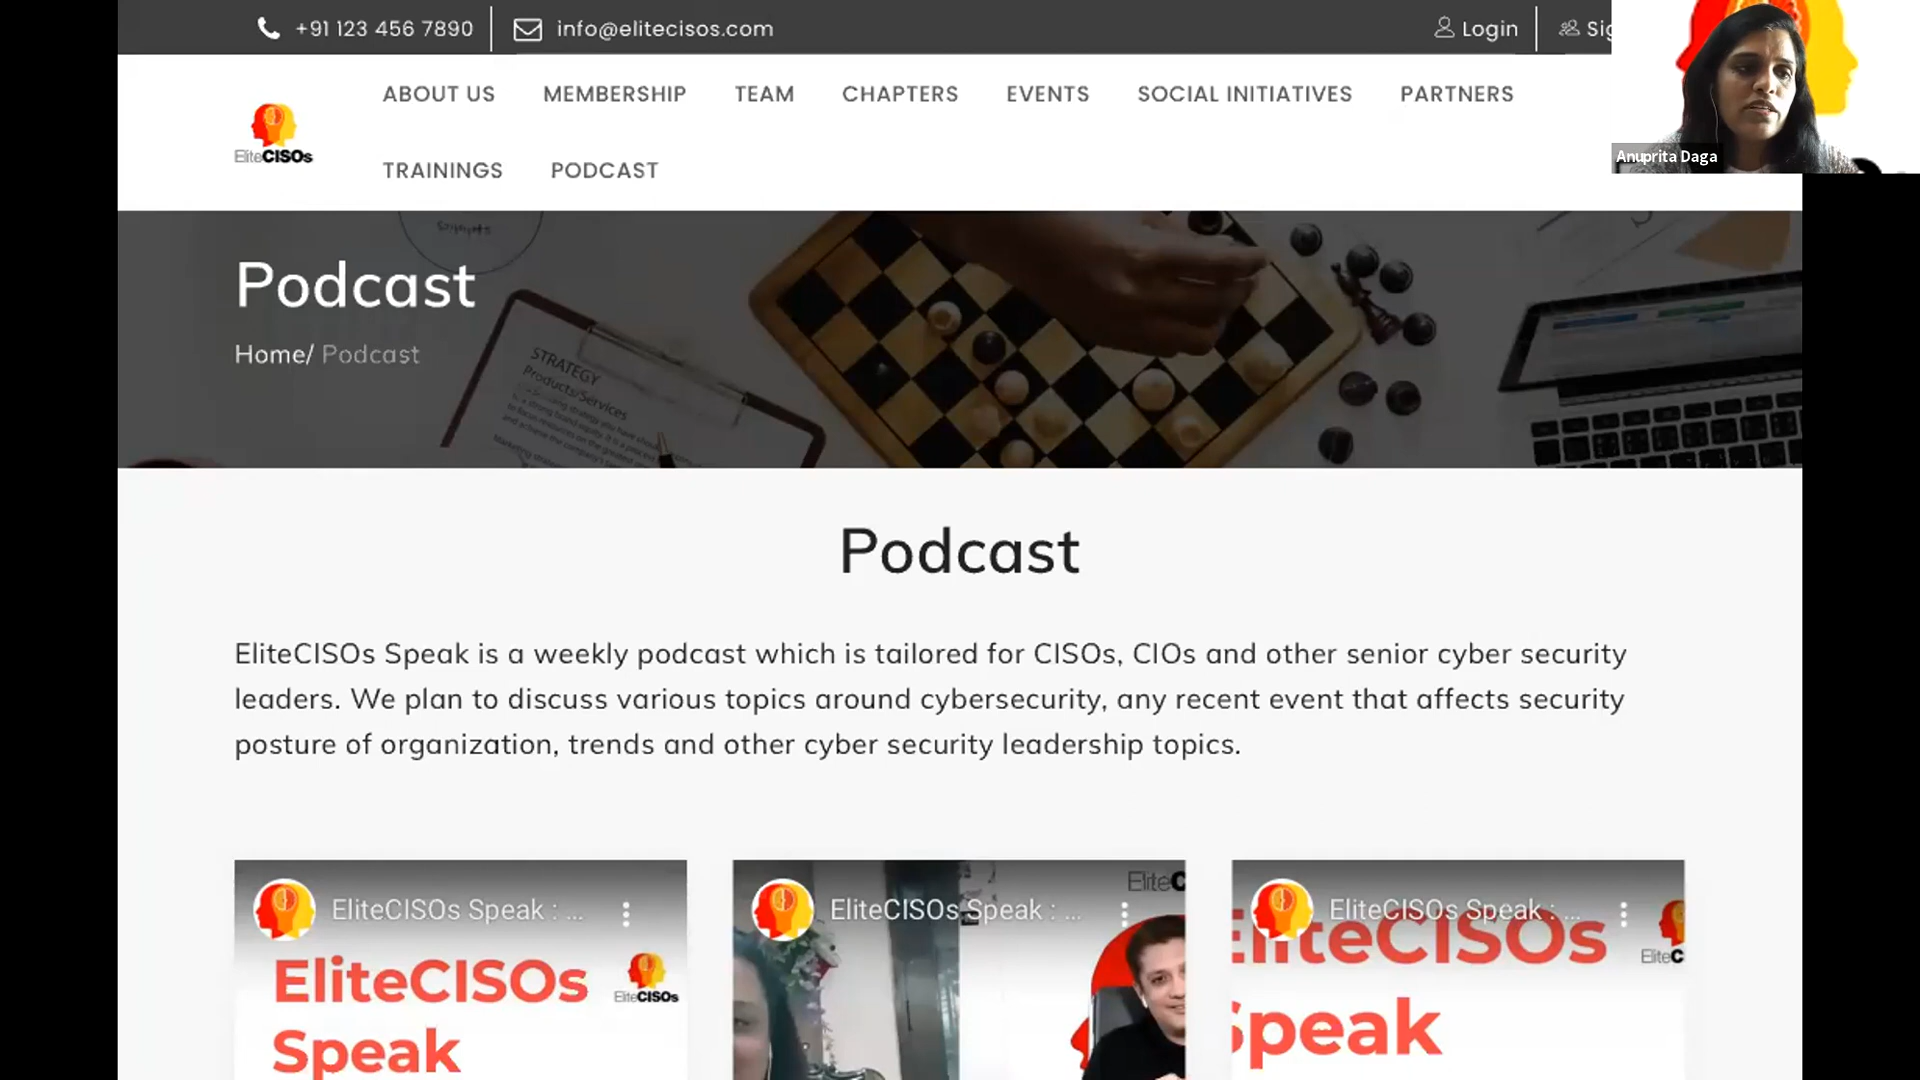 +91 123 456 7890
info@elitecisos.com
Login
Anuprita Daga
ABOUT US
MEMBERSHIP
TEAM
CHAPTERS
EVENTS
SOCIAL INITIATIVES
PARTNERS
EliteCISOs
TRAININGS
PODCAST
Podcast
Home/ Podcast
STRATEGY
Products/Services
Podcast
EliteCISOs Speak is a weekly podcast which is tailored for CISOs, CIOs and other senior cyber security
leaders. We plan to discuss various topics around cybersecurity, any recent event that affects security
posture of organization, trends and other cyber security leadership topics.
EliteCISOs Speak : ...
EliteCISOs
EliteCISOs
Speak
EliteC
EliteCISOs Speak : ...
EliteCISOs Speak : ...
EliteCISOs
EliteC
Speak